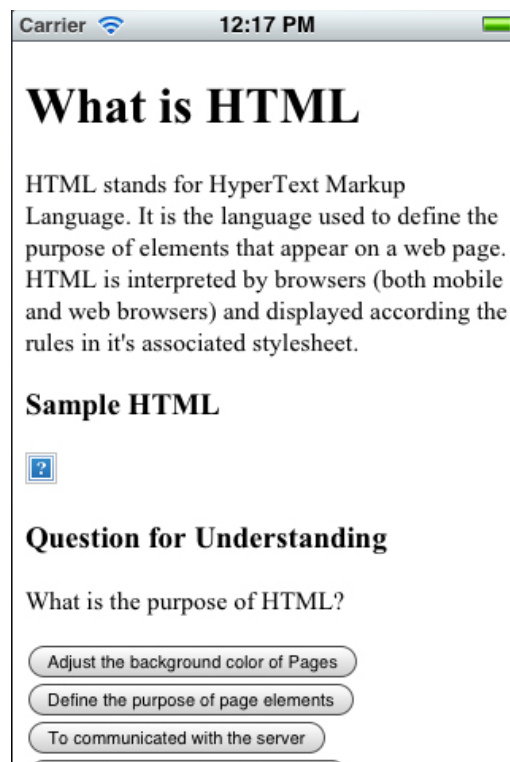 Carrier 12:17 PM
What is HTML
HTML stands for HyperText Markup
Language. It is the language used to define the
purpose of elements that appear on a web page.
HTML is interpreted by browsers (both mobile
and web browsers) and displayed according the
rules in it's associated stylesheet.
Sample HTML
?
Question for Understanding
What is the purpose of HTML?
Adjust the background color of Pages
Define the purpose of page elements
To communicated with the server